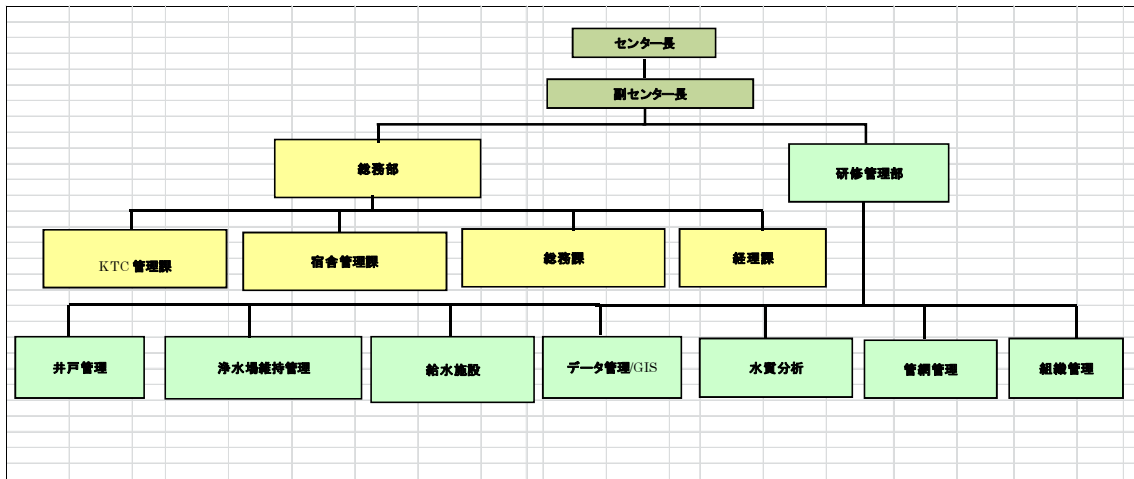 センター長
副センター長
総務部
研修管理部
KTC 管理課
宿舎管理課
総務課
経理課
井戸管理
浄水場維持管理
給水施設
データ管理/GIS
水質分析
管網管理
組織管理